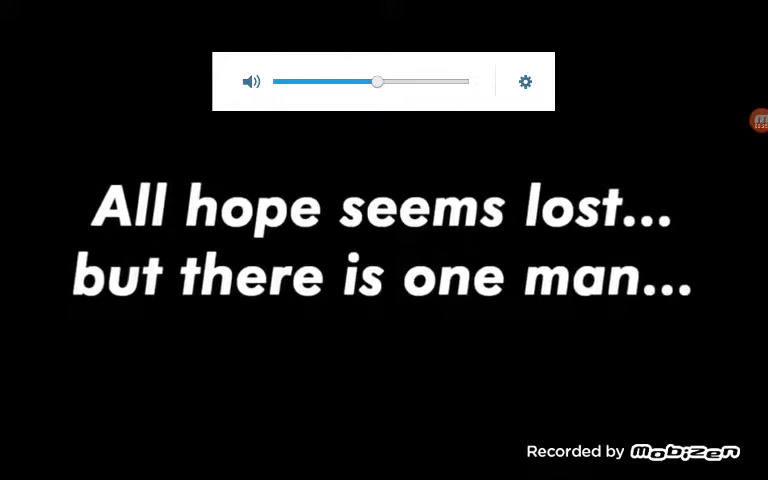 All hope seems lost...
but there is one man...
Recorded by mobizen